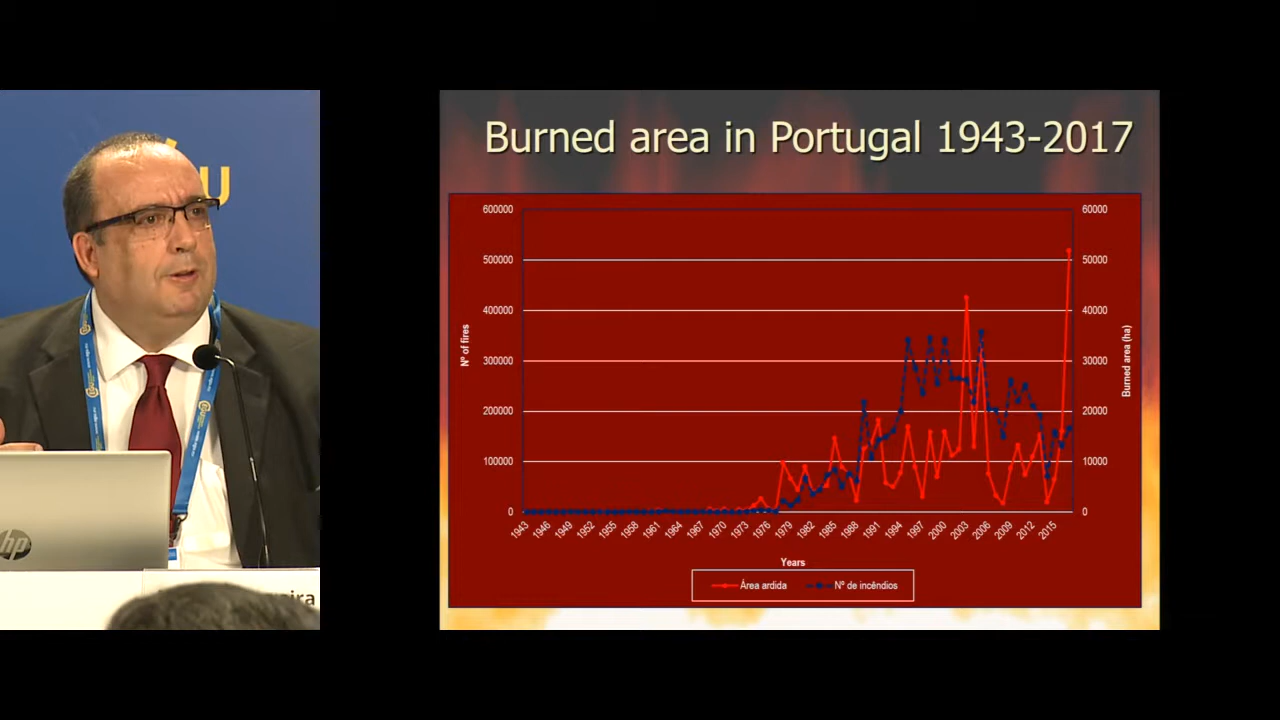 U
hp
Burned area in Portugal 1943-2017
600000
500000
400000
300000
200000
100000
0
Nº of fires
60000
50000
40000
30000
20000
10000
0
Burned area (ha)
1943 1946 1949 1952 1955 1958 1961 1964 1967 1970 1973 1976 1979 1982 1985 1988 1991 1994 1997 2000 2003 2006 2009 2012 2015
Years
Área ardida Nº de incêndios